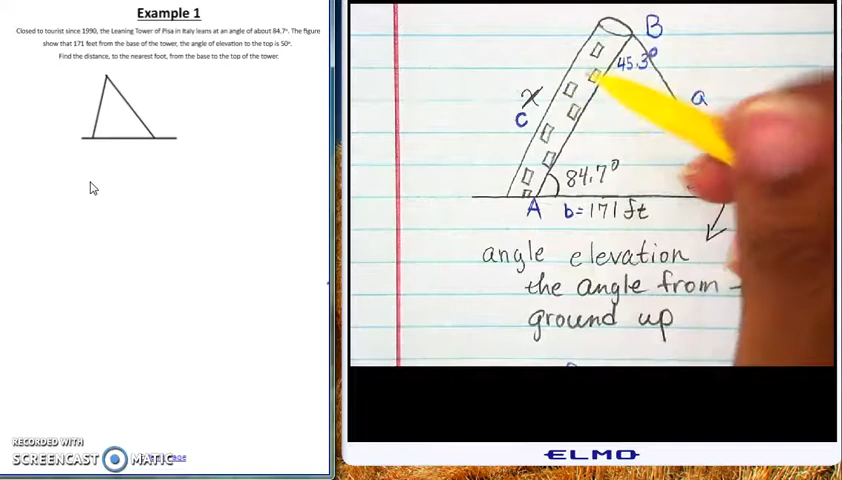 Example 1
Closed to tourist since 1990, the Leaning Tower of Pisa in Italy leans at an angle of about 84.7°. The figure
show that 171 feet from the base of the tower, the angle of elevation to the top is 50°.
Find the distance, to the nearest foot, from the base to the top of the tower.
RECORDED WITH
SCREENCAST MATIC
B
45.3°
x
a
c
84.7°
A b=171 ft
angle elevation
the angle from
ground up
ELMO